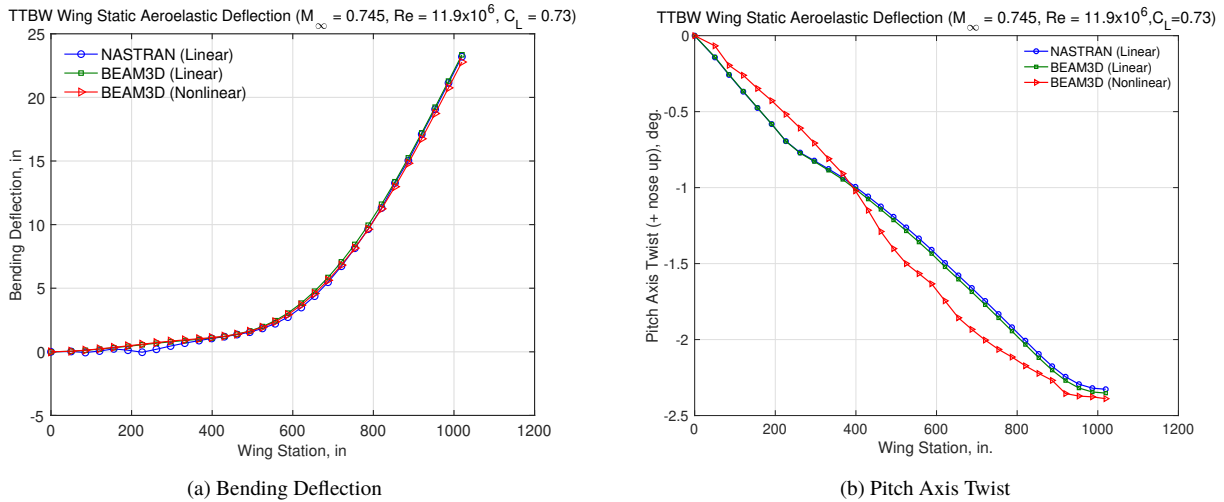 TTBW Wing Static Aeroelastic Deflection (M∞ = 0.745, Re = 11.9x10⁶, C_L = 0.73)
NASTRAN (Linear)
BEAM3D (Linear)
BEAM3D (Nonlinear)
Bending Deflection, in
25
20
15
10
5
0
-5
0 200 400 600 800 1000 1200
Wing Station, in
(a) Bending Deflection
TTBW Wing Static Aeroelastic Deflection (M∞ = 0.745, Re = 11.9x10⁶,C_L=0.73)
NASTRAN (Linear)
BEAM3D (Linear)
BEAM3D (Nonlinear)
Pitch Axis Twist (+ nose up), deg.
0
-0.5
-1
-1.5
-2
-2.5
0 200 400 600 800 1000 1200
Wing Station, in.
(b) Pitch Axis Twist